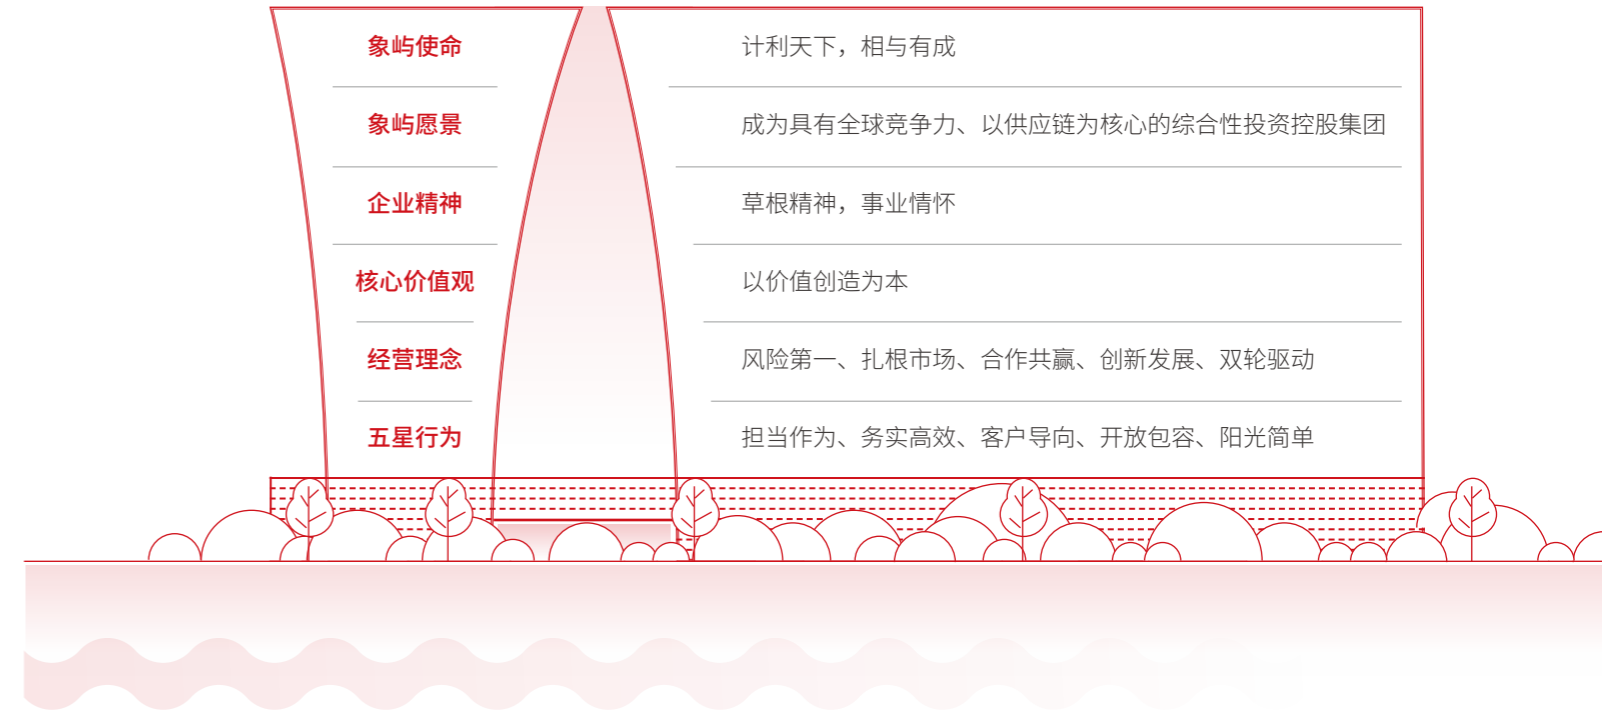 象屿使命
计利天下，相与有成
象屿愿景
成为具有全球竞争力、以供应链为核心的综合性投资控股集团
企业精神
草根精神，事业情怀
核心价值观
以价值创造为本
经营理念
风险第一、扎根市场、合作共赢、创新发展、双轮驱动
五星行为
担当作为、务实高效、客户导向、开放包容、阳光简单